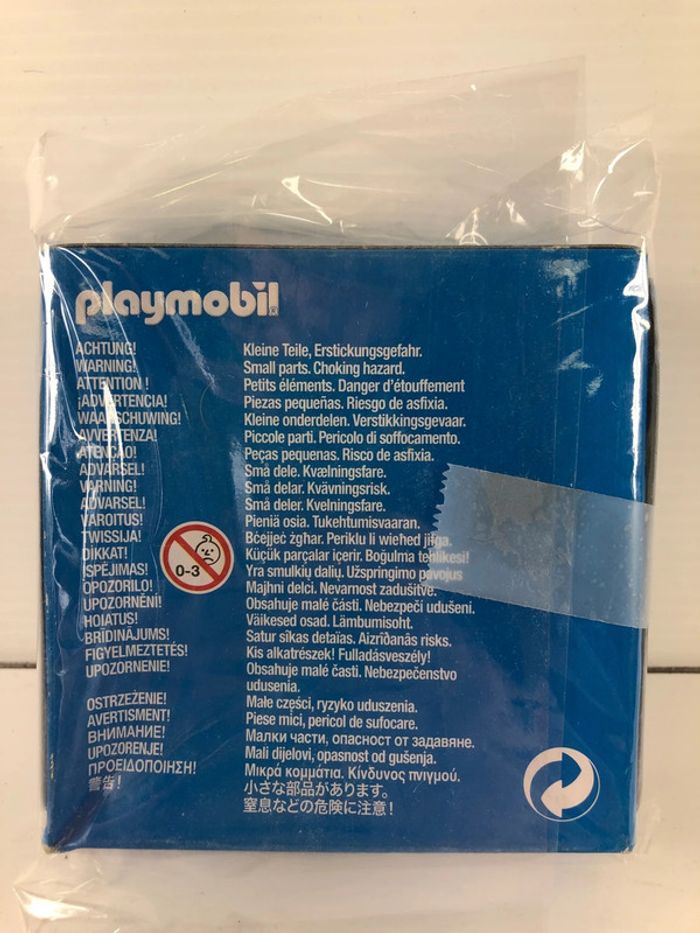 playmobil
ACHTUNG! Kleine Teile, Erstickungsgefahr.
WARNING! Small parts. Choking hazard.
ATTENTION ! Petits éléments. Danger d'étouffement
¡ADVERTENCIA! Piezas pequeñas. Riesgo de asfixia.
WAARSCHUWING! Kleine onderdelen. Verstikkingsgevaar.
AVVERTENZA! Piccole parti. Pericolo di soffocamento.
ATENCAO! Peças pequenas. Risco de asfixia.
ADVARSEL! Små dele. Kvælningsfare.
VARNING! Små delar. Kvävningsrisk.
ADVARSEL! Små deler. Kvelningsfare.
VAROITUS! Pieniä osia. Tukehtumisvaaran.
TWISSIJA! Bċejjeċ żgħar. Periklu li wieħed jifga.
DİKKAT! Küçük parçalar içerir. Boğulma tehlikesi!
ĮSPĖJIMAS! Yra smulkių dalių. Užspringimo pavojus
OPOZORILO! Majhni delci. Nevarnost zadušitve.
UPOZORNĚNÍ! Obsahuje malé části. Nebezpečí udušení.
HOIATUS! Väikesed osad. Lämbumisoht.
BRĪDINĀJUMS! Satur sīkas detaļas. Aizrīšanās risks.
FIGYELMEZTETÉS! Kis alkatrészek! Fulladásveszély!
UPOZORNENIE! Obsahuje malé časti. Nebezpečenstvo
udusenia.
OSTRZEŻENIE! Małe części, ryzyko uduszenia.
AVERTISMENT! Piese mici, pericol de sufocare.
ВНИМАНИЕ! Малки части, опасност от задавяне.
UPOZORENJE! Mali dijelovi, opasnost od gušenja.
ΠΡΟΕΙΔΟΠΟΙΗΣΗ! Μικρά κομμάτια. Κίνδυνος πνιγμού.
警告! 小さな部品があります。
窒息などの危険に注意!
0-3